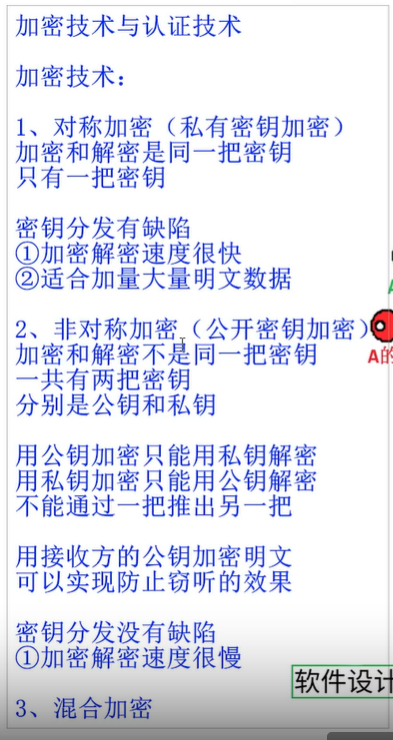 加密技术与认证技术
加密技术：
1、对称加密（私有密钥加密）
加密和解密是同一把密钥
只有一把密钥
密钥分发有缺陷
①加密解密速度很快
②适合加量大量明文数据
2、非对称加密（公开密钥加密）
加密和解密不是同一把密钥
一共有两把密钥
分别是公钥和私钥
用公钥加密只能用私钥解密
用私钥加密只能用公钥解密
不能通过一把推出另一把
用接收方的公钥加密明文
可以实现防止窃听的效果
密钥分发没有缺陷
①加密解密速度很慢
3、混合加密
A的
软件设计